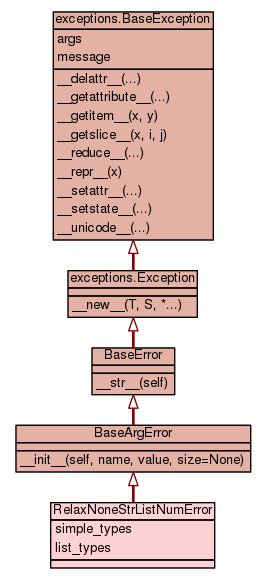 exceptions.BaseException
args
message
__delattr__(...)
__getattribute__(...)
__getitem__(x, y)
__getslice__(x, i, j)
__reduce__(...)
__repr__(x)
__setattr__(...)
__setstate__(...)
__unicode__(...)
exceptions.Exception
__new__(T, S, *...)
BaseError
__str__(self)
BaseArgError
__init__(self, name, value, size=None)
RelaxNoneStrListNumError
simple_types
list_types